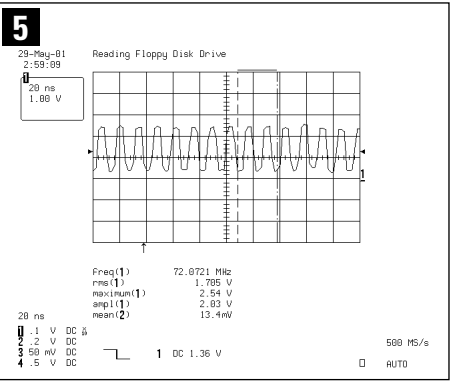 5
29-May-01
2:59:09
Reading Floppy Disk Drive
1
20 ns
1.00 V
1
freq(1) 72.0721 MHz
rms(1) 1.705 V
maximum(1) 2.54 V
ampl(1) 2.03 V
mean(2) 13.4mV
20 ns
1 .1 V DC
2 .2 V DC
3 50 mV DC
4 .5 V DC
1 DC 1.36 V
500 MS/s
AUTO